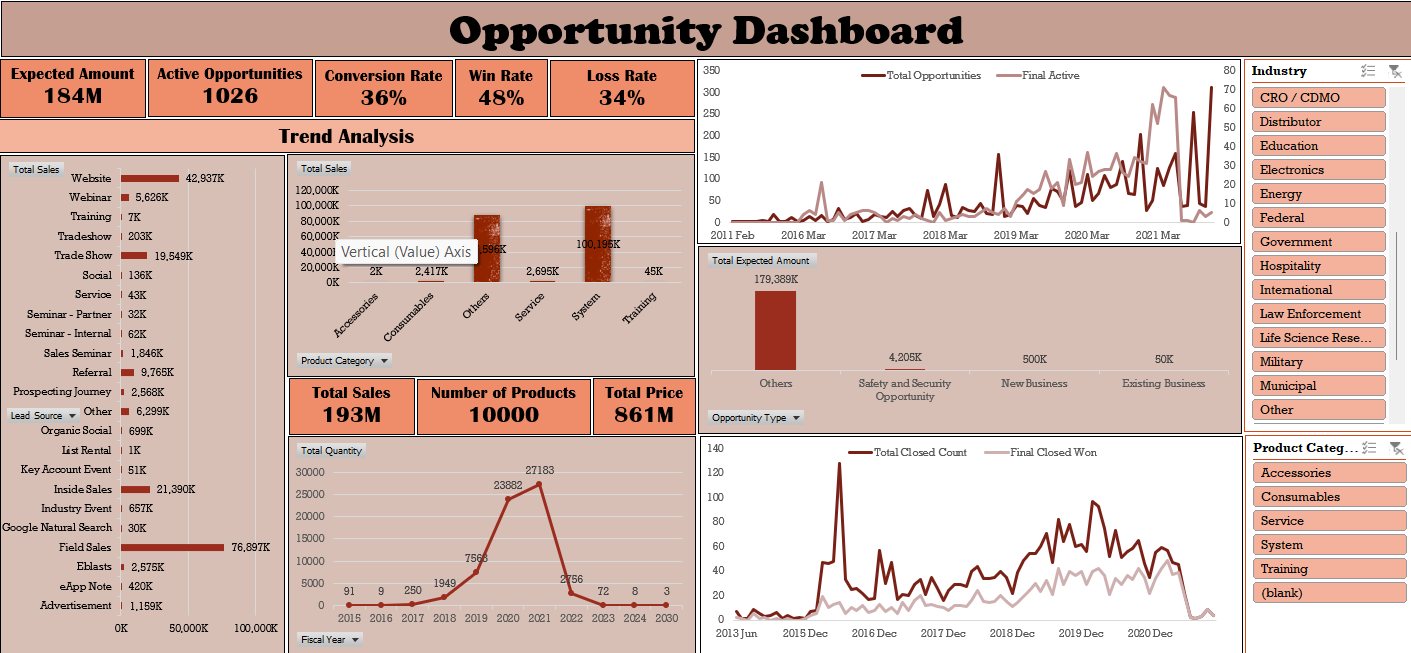 Opportunity Dashboard
Expected Amount
184M
Active Opportunities
1026
Conversion Rate
36%
Win Rate
48%
Loss Rate
34%
Trend Analysis
Total Sales
Website 42,937K
Webinar 5,626K
Training 7K
Tradeshow 203K
Trade Show 19,549K
Social 136K
Service 43K
Seminar - Partner 32K
Seminar - Internal 62K
Sales Seminar 1,846K
Referral 9,765K
Prospecting Journey 2,568K
Lead Source
Other 6,299K
Organic Social 699K
List Rental 1K
Key Account Event 51K
Inside Sales 21,390K
Industry Event 657K
Google Natural Search 30K
Field Sales 76,897K
Eblasts 2,575K
eApp Note 420K
Advertisement 1,159K
0K 50,000K 100,000K
Total Sales
120,000K
100,000K
80,000K
60,000K
40,000K
20,000K
0K
Vertical (Value) Axis
2K 2,417K 2,695K 100,195K 45K
Accessories Consumables Others Service System Training
Product Category
Total Sales
193M
Number of Products
10000
Total Price
861M
Total Quantity
30000
25000
20000
15000
10000
5000
0
91 9 250 1949 7563 23882 27183 2756 72 8 3
2015 2016 2017 2018 2019 2020 2021 2022 2023 2024 2030
Fiscal Year
Total Opportunities Final Active
350
300
250
200
150
100
50
0
80
70
60
50
40
30
20
10
0
2011 Feb 2016 Mar 2017 Mar 2018 Mar 2019 Mar 2020 Mar 2021 Mar
Total Expected Amount
179,389K 4,205K 500K 50K
Others Safety and Security New Business Existing Business
Opportunity
Opportunity Type
Total Closed Count Final Closed Won
140
120
100
80
60
40
20
0
2013 Jun 2015 Dec 2016 Dec 2017 Dec 2018 Dec 2019 Dec 2020 Dec
Industry
CRO / CDMO
Distributor
Education
Electronics
Energy
Federal
Government
Hospitality
International
Law Enforcement
Life Science Rese...
Military
Municipal
Other
Product Categ...
Accessories
Consumables
Service
System
Training
(blank)